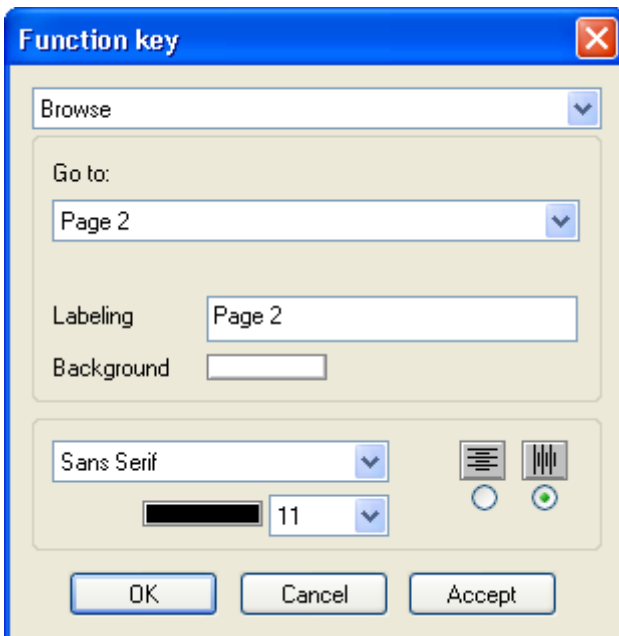 Function key
Browse
Go to:
Page 2
Labeling Page 2
Background
Sans Serif
11
OK Cancel Accept